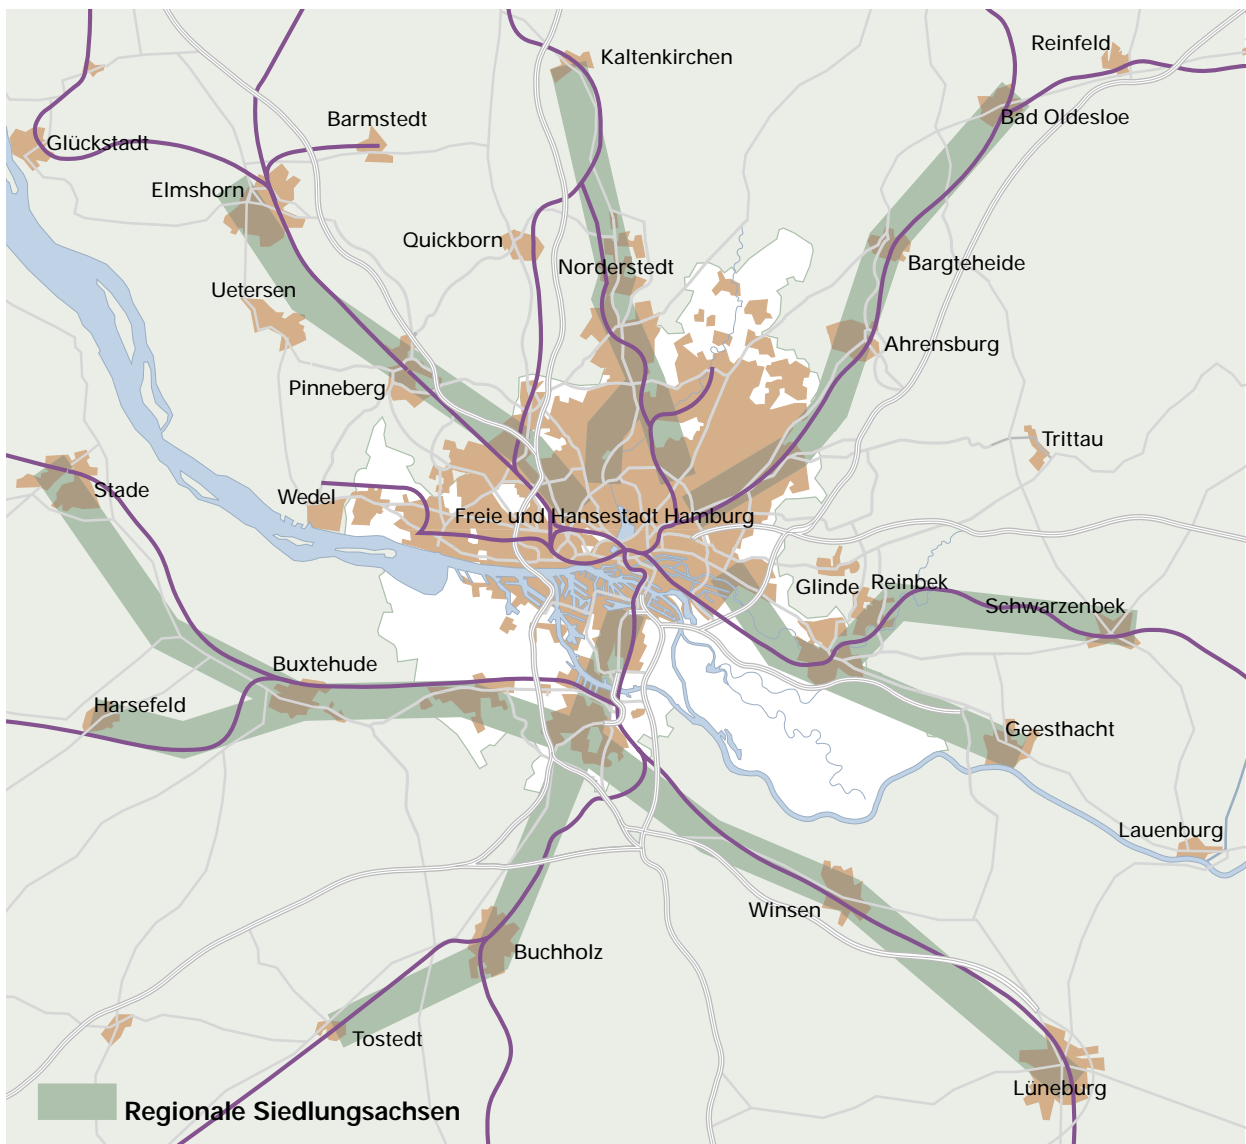 Reinfeld
Kaltenkirchen
Bad Oldesloe
Barmstedt
Glückstadt
Elmshorn
Quickborn
Norderstedt
Bargteheide
Uetersen
Ahrensburg
Pinneberg
Trittau
Stade
Wedel
Freie und Hansestadt Hamburg
Glinde
Reinbek
Schwarzenbek
Buxtehude
Harsefeld
Geesthacht
Lauenburg
Winsen
Buchholz
Tostedt
Lüneburg
Regionale Siedlungsachsen